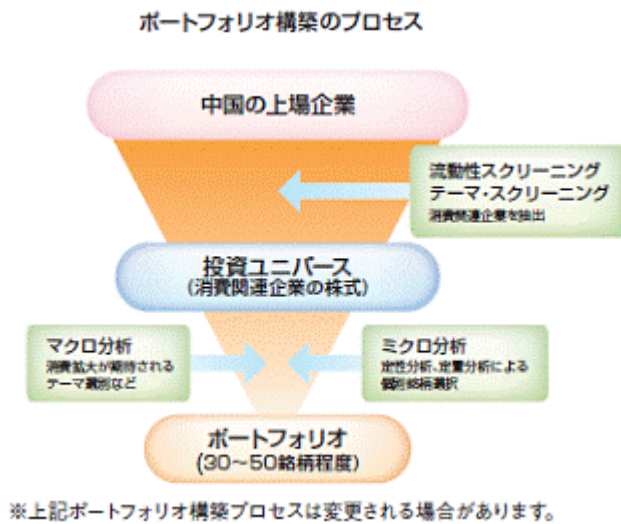 ポートフォリオ構築のプロセス
中国の上場企業
流動性スクリーニング
テーマ・スクリーニング
消費関連企業を抽出
投資ユニバース
(消費関連企業の株式)
マクロ分析
消費拡大が期待される
テーマ選別など
ミクロ分析
定性分析、定量分析による
個別銘柄選択
ポートフォリオ
(30～50銘柄程度)
※上記ポートフォリオ構築プロセスは変更される場合があります。